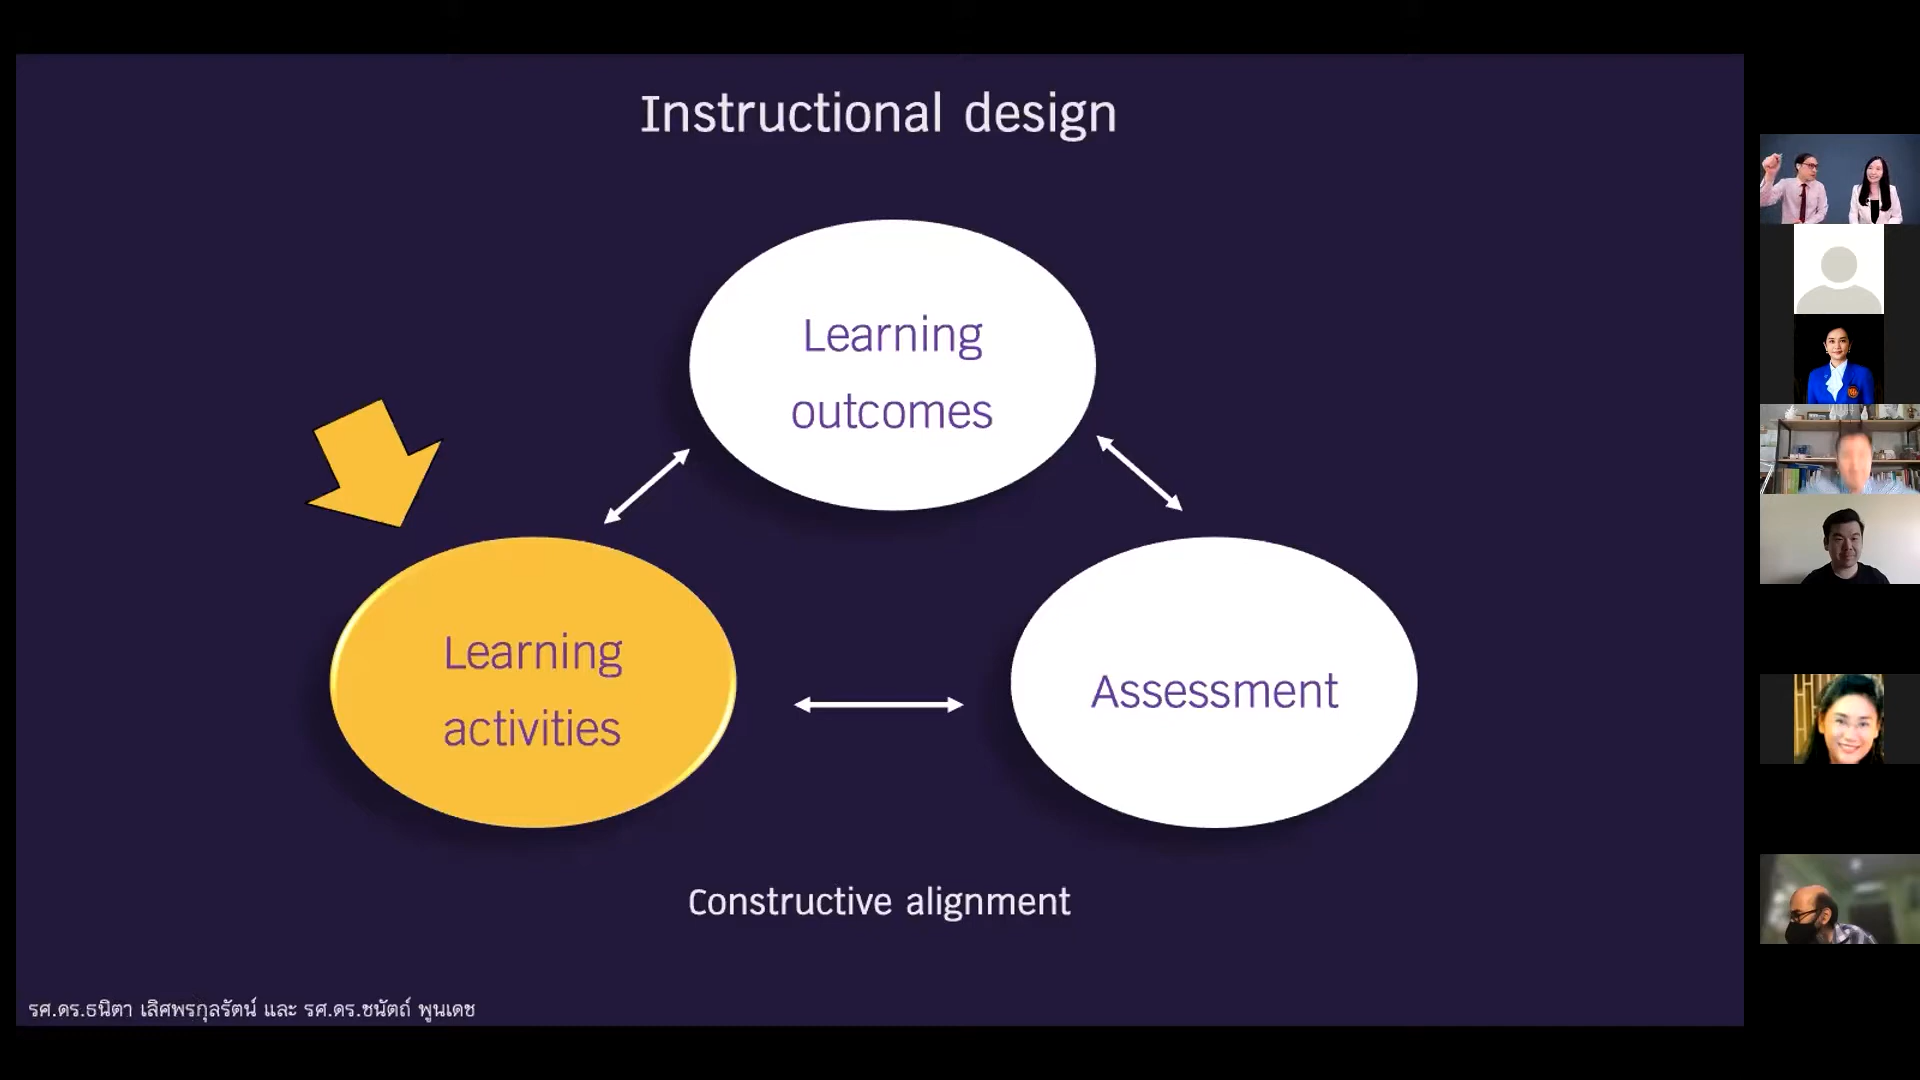 Instructional design
Learning
outcomes
Learning
activities
Assessment
Constructive alignment
รศ.ดร.ธนิตา เลิศพรกุลรัตน์ และ รศ.ดร.ชนัตถ์ พูนเดช